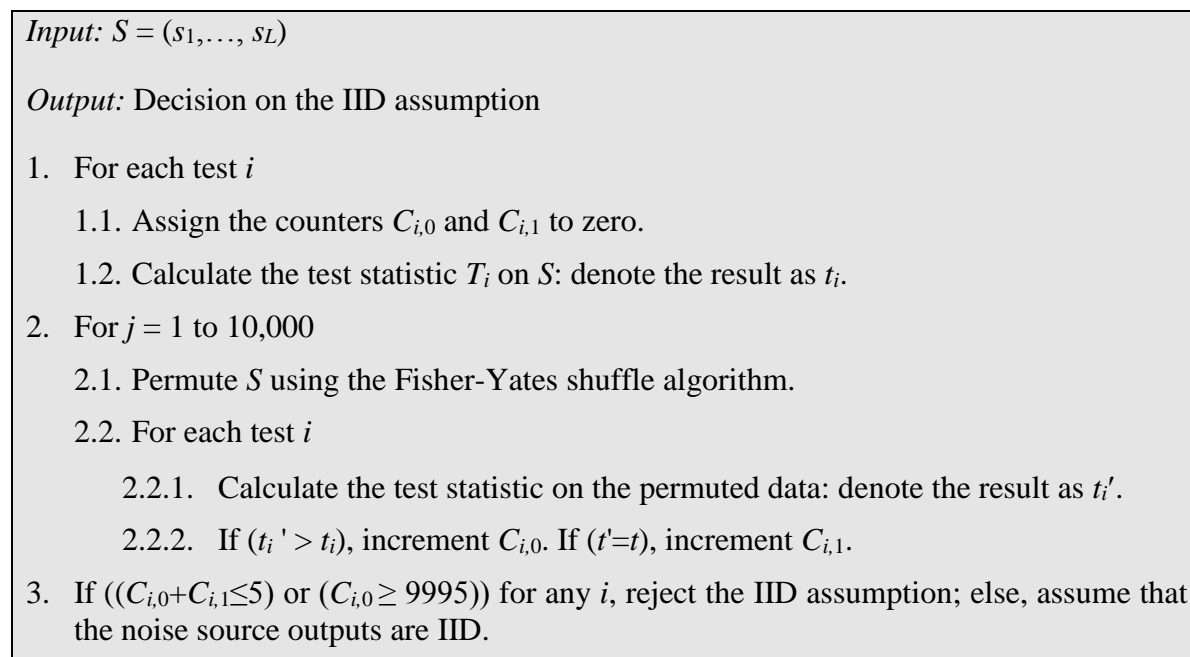 Input: S = (s1,…, sL)
Output: Decision on the IID assumption
1. For each test i
1.1. Assign the counters Ci,0 and Ci,1 to zero.
1.2. Calculate the test statistic Ti on S: denote the result as ti.
2. For j = 1 to 10,000
2.1. Permute S using the Fisher-Yates shuffle algorithm.
2.2. For each test i
2.2.1. Calculate the test statistic on the permuted data: denote the result as ti′.
2.2.2. If (ti ' > ti), increment Ci,0. If (t'=t), increment Ci,1.
3. If ((Ci,0+Ci,1≤5) or (Ci,0 ≥ 9995)) for any i, reject the IID assumption; else, assume that
the noise source outputs are IID.